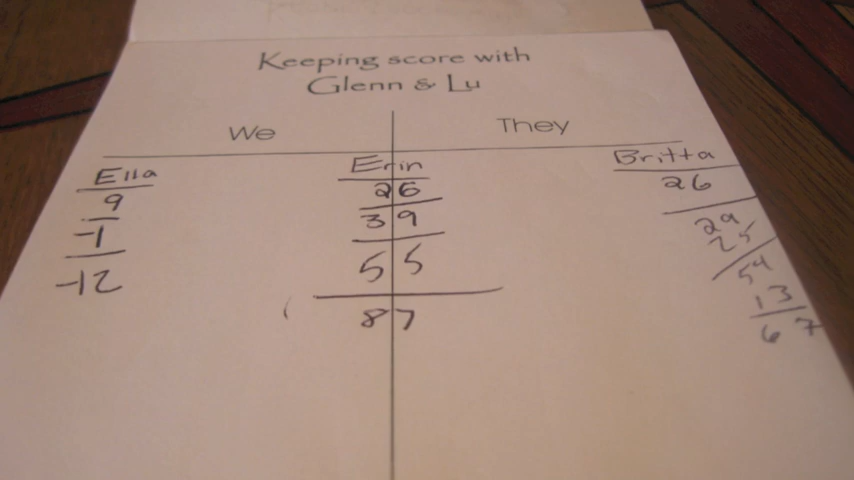 Keeping score with
Glenn & Lu
We They
Ella Erin Britta
9 26 26
-1 39 29
25
-12 55 54
13
87 67